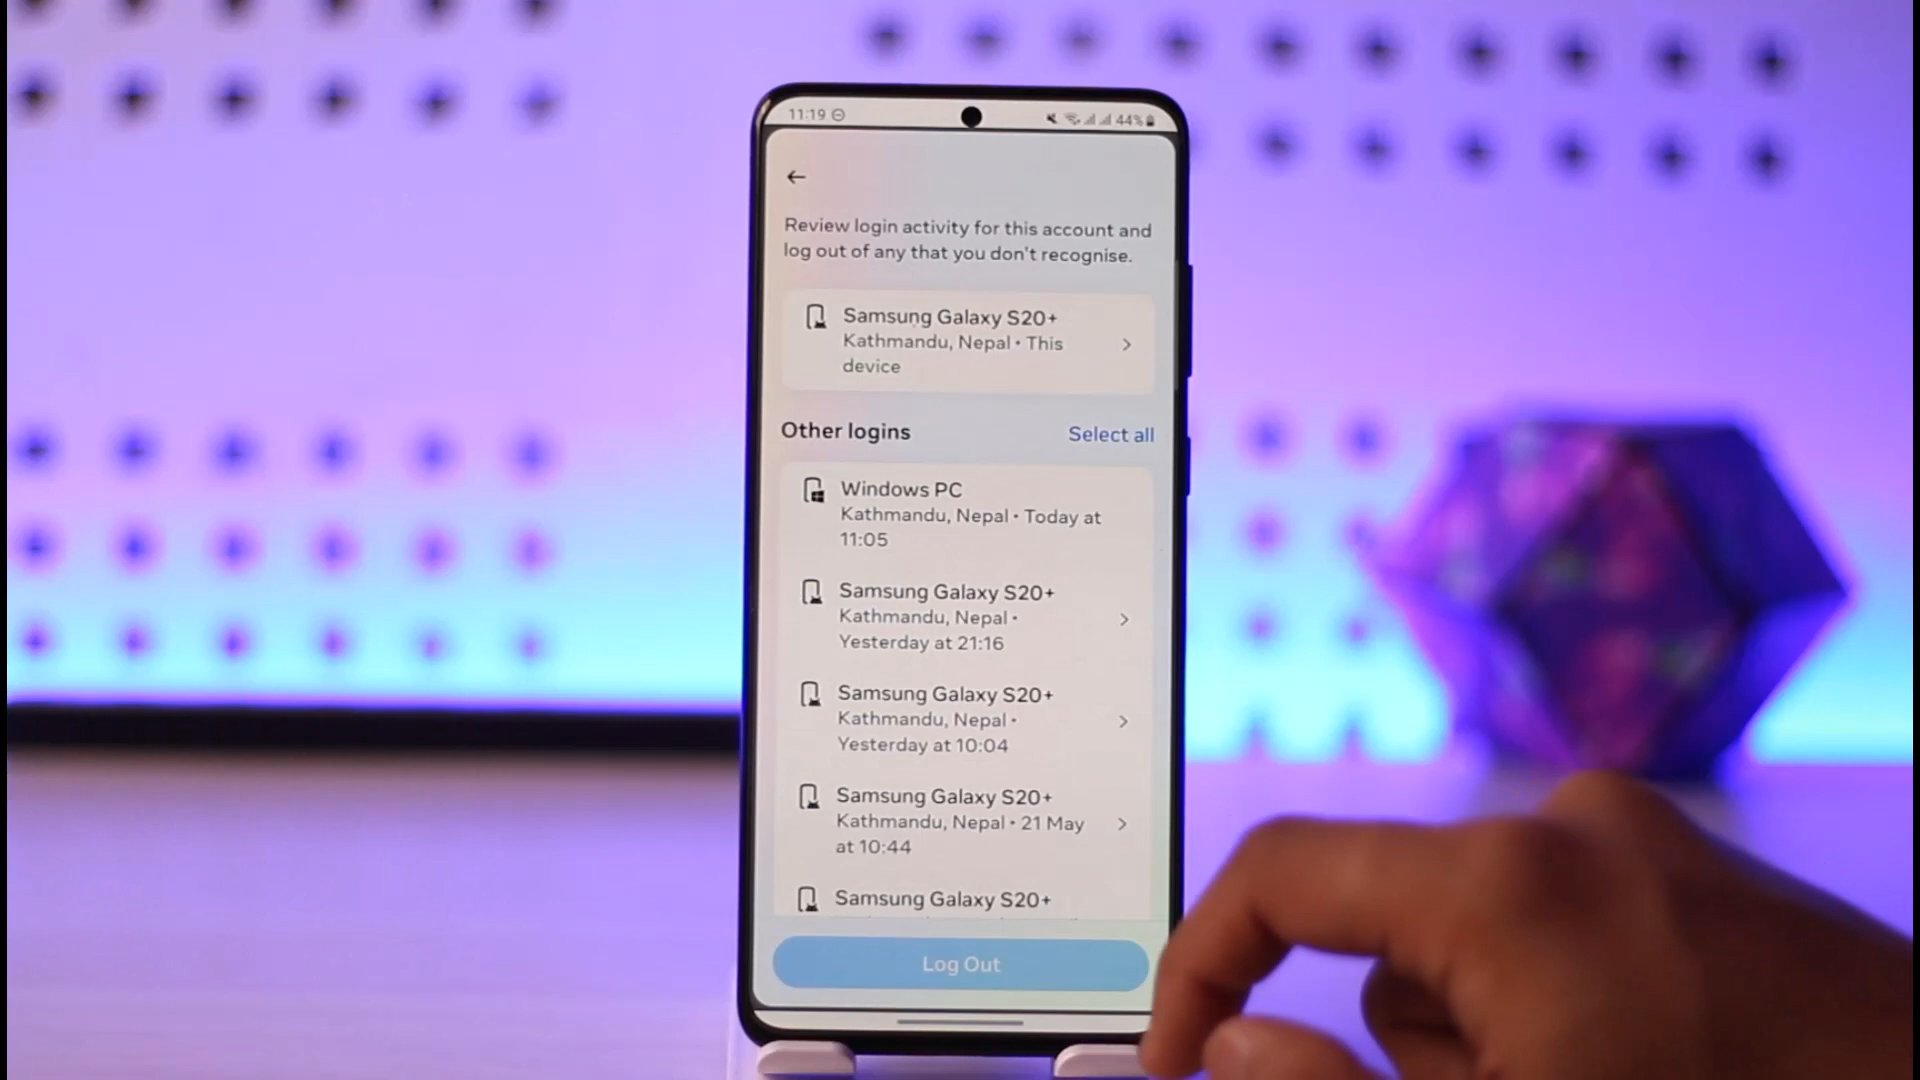 11:19
44%
Review login activity for this account and
log out of any that you don't recognise.
Samsung Galaxy S20+
Kathmandu, Nepal • This
device
Other logins
Select all
Windows PC
Kathmandu, Nepal • Today at
11:05
Samsung Galaxy S20+
Kathmandu, Nepal •
Yesterday at 21:16
Samsung Galaxy S20+
Kathmandu, Nepal •
Yesterday at 10:04
Samsung Galaxy S20+
Kathmandu, Nepal • 21 May
at 10:44
Samsung Galaxy S20+
Log Out